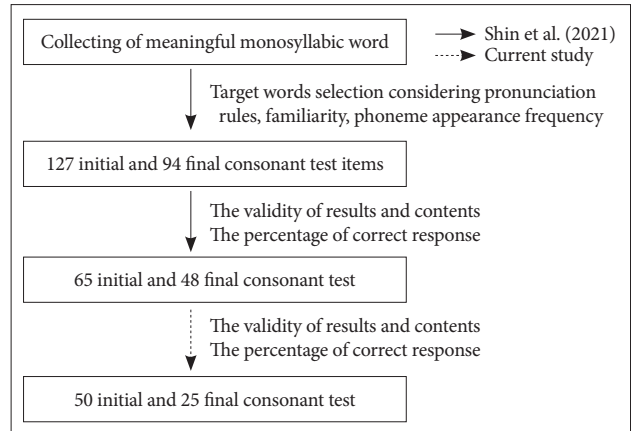 Collecting of meaningful monosyllabic word
Shin et al. (2021)
Current study
Target words selection considering pronunciation
rules, familiarity, phoneme appearance frequency
127 initial and 94 final consonant test items
The validity of results and contents
The percentage of correct response
65 initial and 48 final consonant test
The validity of results and contents
The percentage of correct response
50 initial and 25 final consonant test